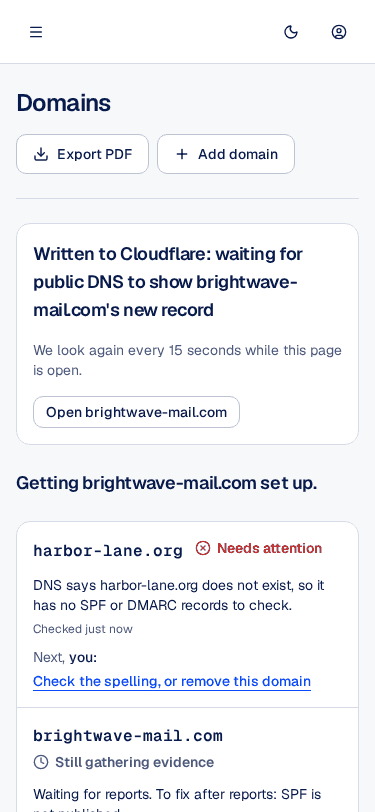 Domains
Export PDF
Add domain
Written to Cloudflare: waiting for
public DNS to show brightwave-
mail.com's new record
We look again every 15 seconds while this page
is open.
Open brightwave-mail.com
Getting brightwave-mail.com set up.
harbor-lane.org
Needs attention
DNS says harbor-lane.org does not exist, so it
has no SPF or DMARC records to check.
Checked just now
Next, you:
Check the spelling, or remove this domain
brightwave-mail.com
Still gathering evidence
Waiting for reports. To fix after reports: SPF is
not published